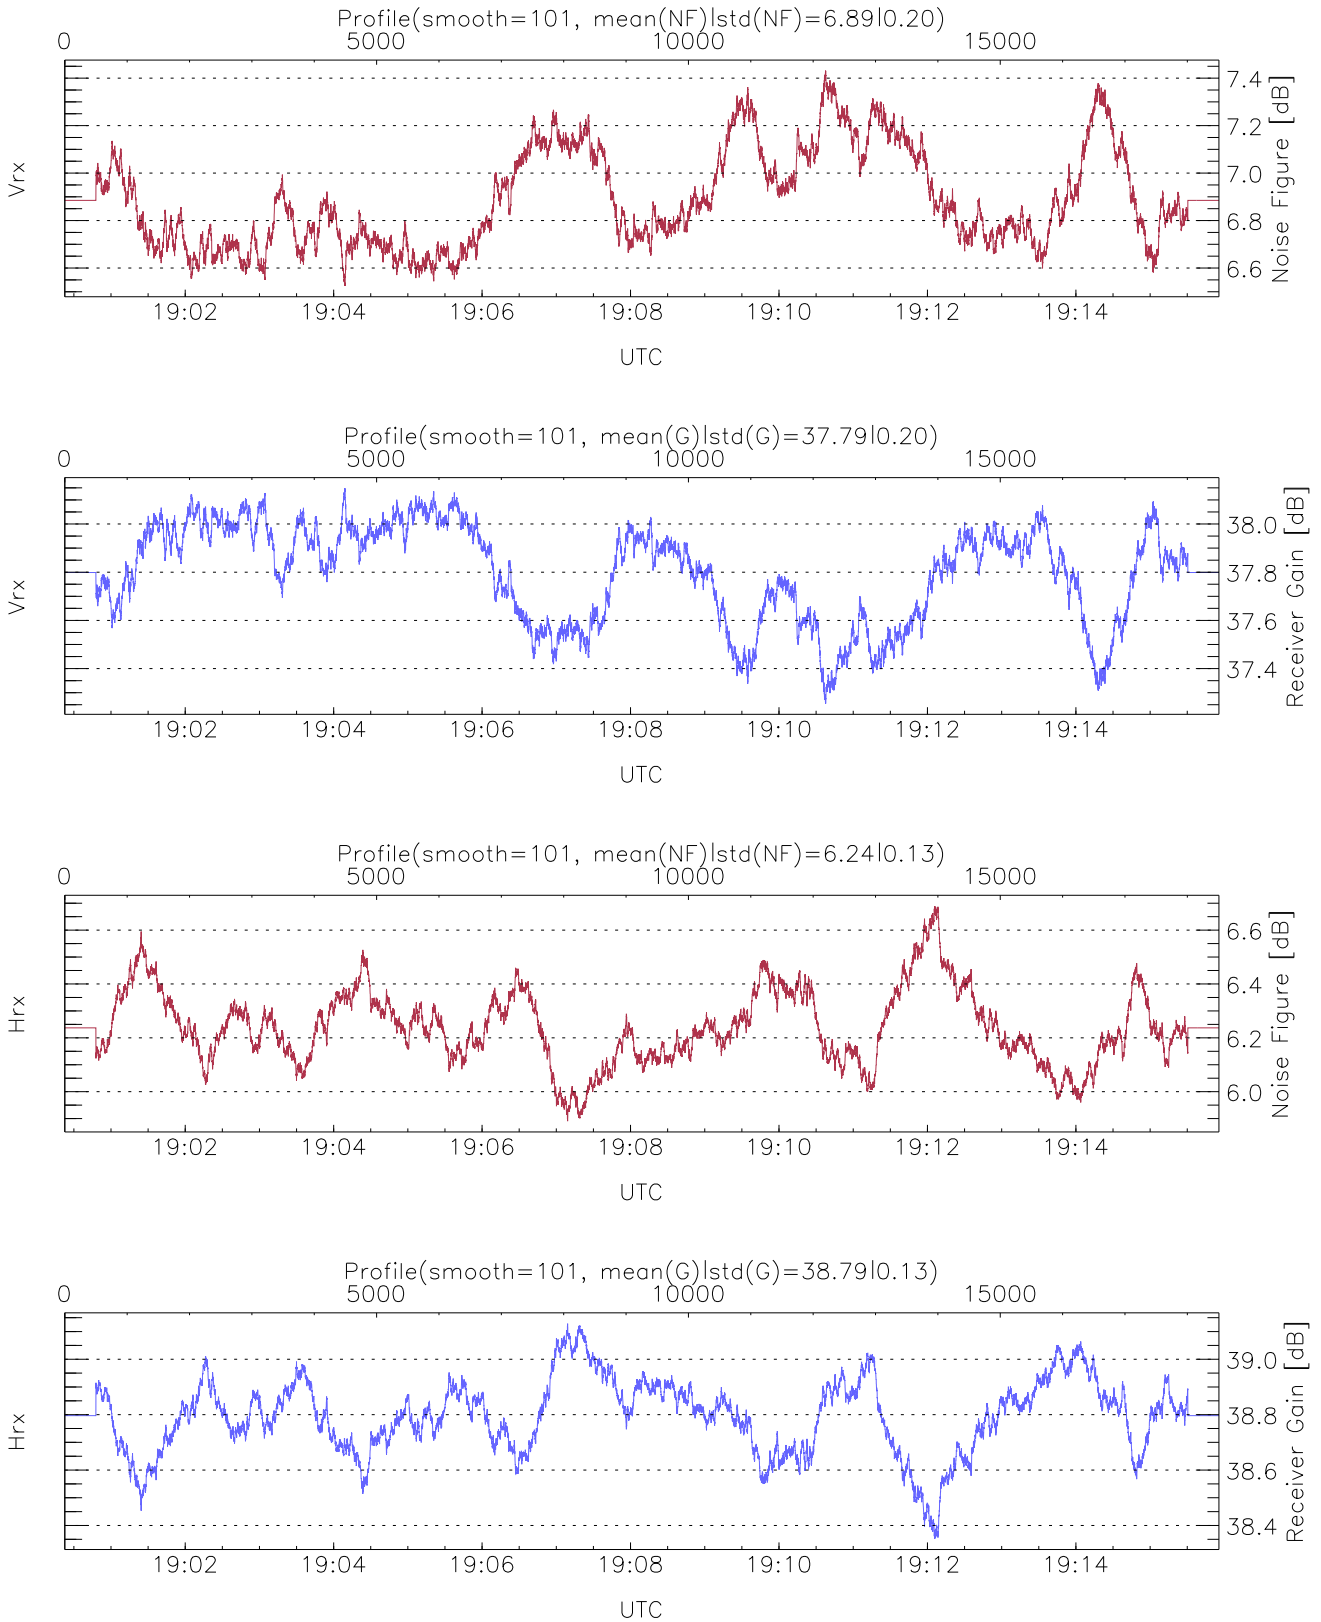 Profile(smooth=101, mean(NF)|std(NF)=6.89|0.20)
0 5000 10000 15000
Vrx
7.4
7.2
7.0
6.8
6.6
Noise Figure [dB]
19:02 19:04 19:06 19:08 19:10 19:12 19:14
UTC
Profile(smooth=101, mean(G)|std(G)=37.79|0.20)
0 5000 10000 15000
Vrx
38.0
37.8
37.6
37.4
Receiver Gain [dB]
19:02 19:04 19:06 19:08 19:10 19:12 19:14
UTC
Profile(smooth=101, mean(NF)|std(NF)=6.24|0.13)
0 5000 10000 15000
Hrx
6.6
6.4
6.2
6.0
Noise Figure [dB]
19:02 19:04 19:06 19:08 19:10 19:12 19:14
UTC
Profile(smooth=101, mean(G)|std(G)=38.79|0.13)
0 5000 10000 15000
Hrx
39.0
38.8
38.6
38.4
Receiver Gain [dB]
19:02 19:04 19:06 19:08 19:10 19:12 19:14
UTC